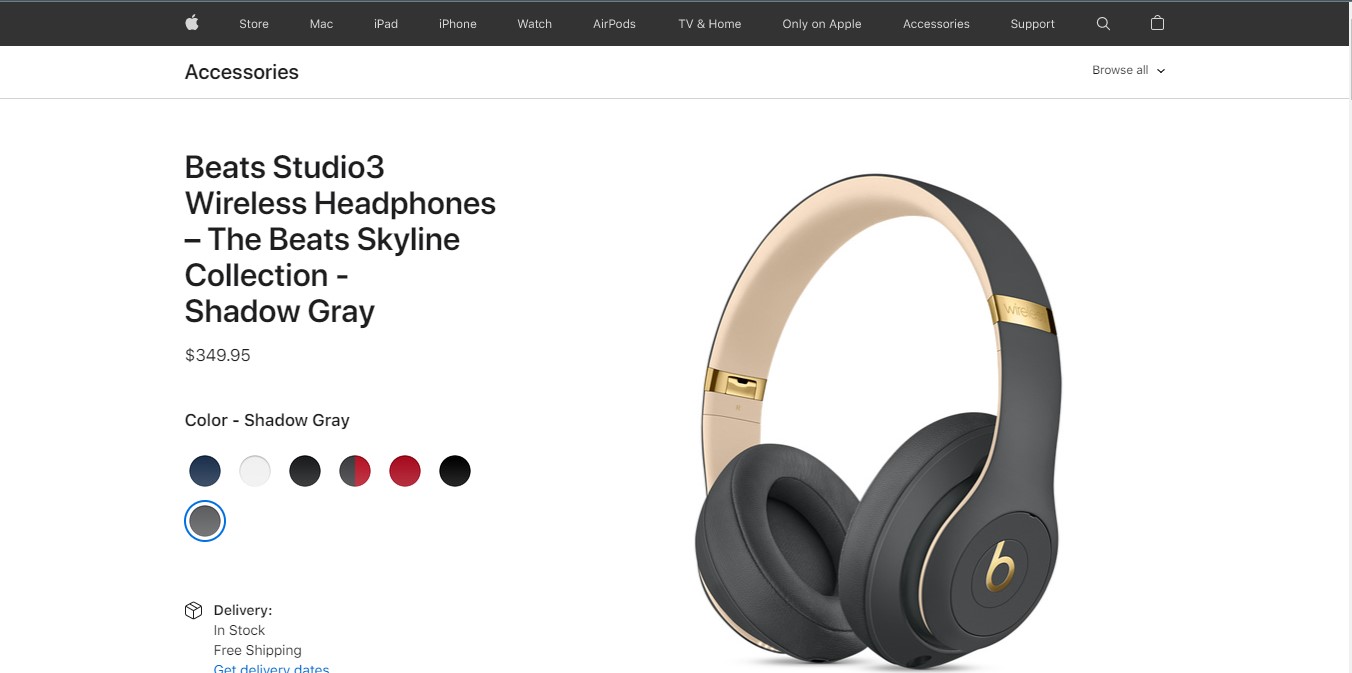 Store Mac iPad iPhone Watch AirPods TV & Home Only on Apple Accessories Support
Accessories
Browse all
Beats Studio3
Wireless Headphones
– The Beats Skyline
Collection -
Shadow Gray
$349.95
Color - Shadow Gray
Delivery:
In Stock
Free Shipping
Get delivery dates
wireless
b